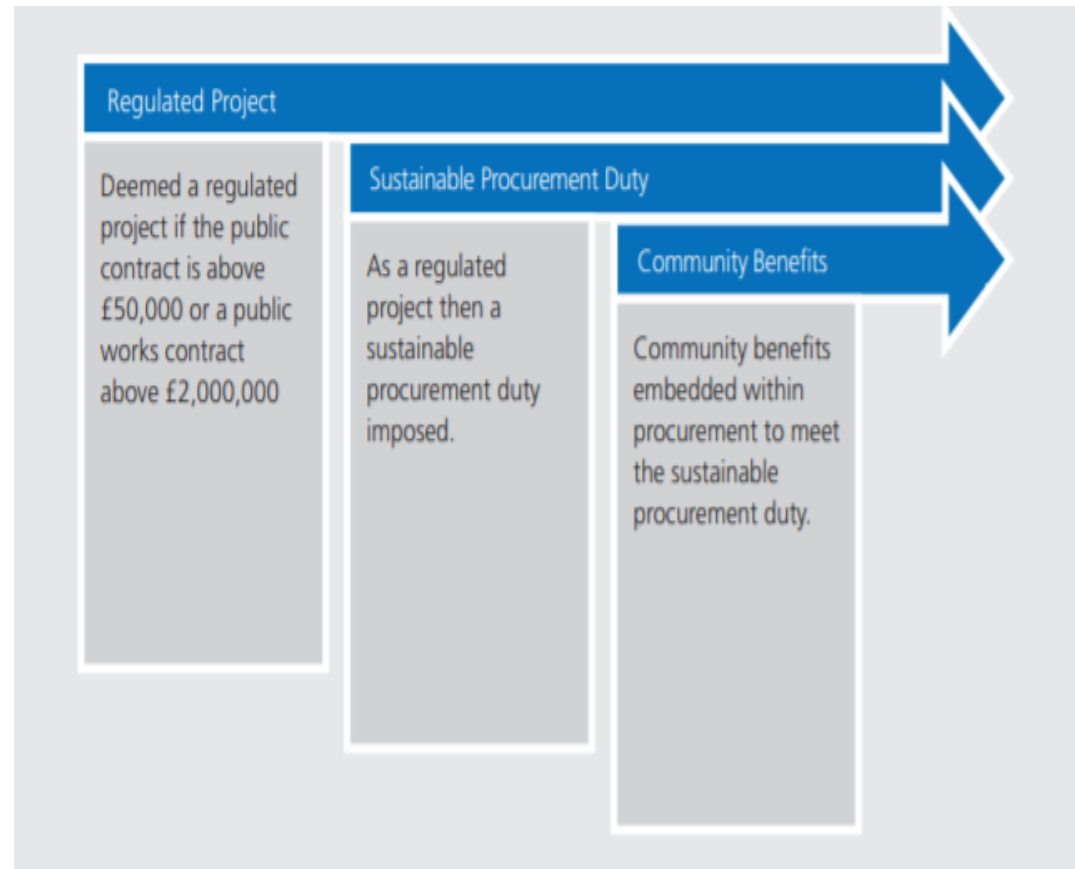 Regulated Project
Deemed a regulated
project if the public
contract is above
£50,000 or a public
works contract
above £2,000,000
Sustainable Procurement Duty
As a regulated
project then a
sustainable
procurement duty
imposed.
Community Benefits
Community benefits
embedded within
procurement to meet
the sustainable
procurement duty.